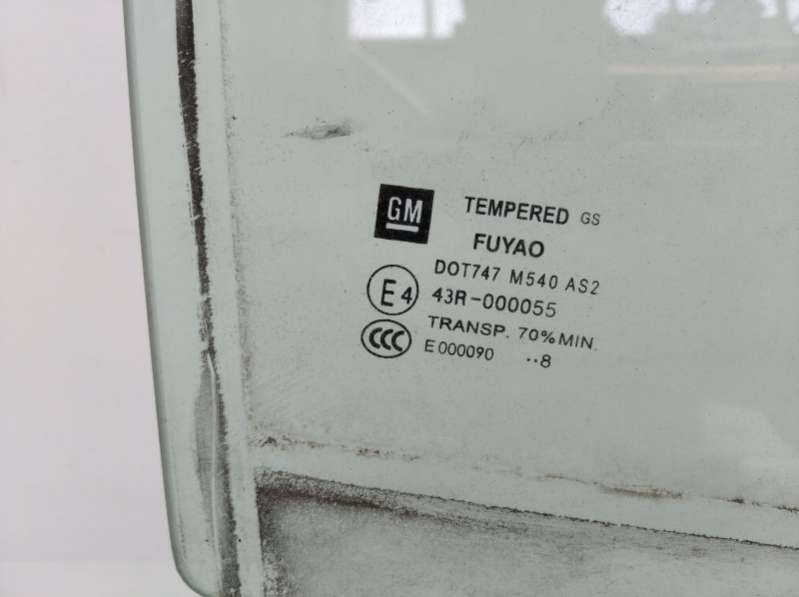 GM TEMPERED GS
FUYAO
DOT747 M540 AS2
E4 43R-000055
TRANSP. 70%MIN.
CCC E000090 ··8